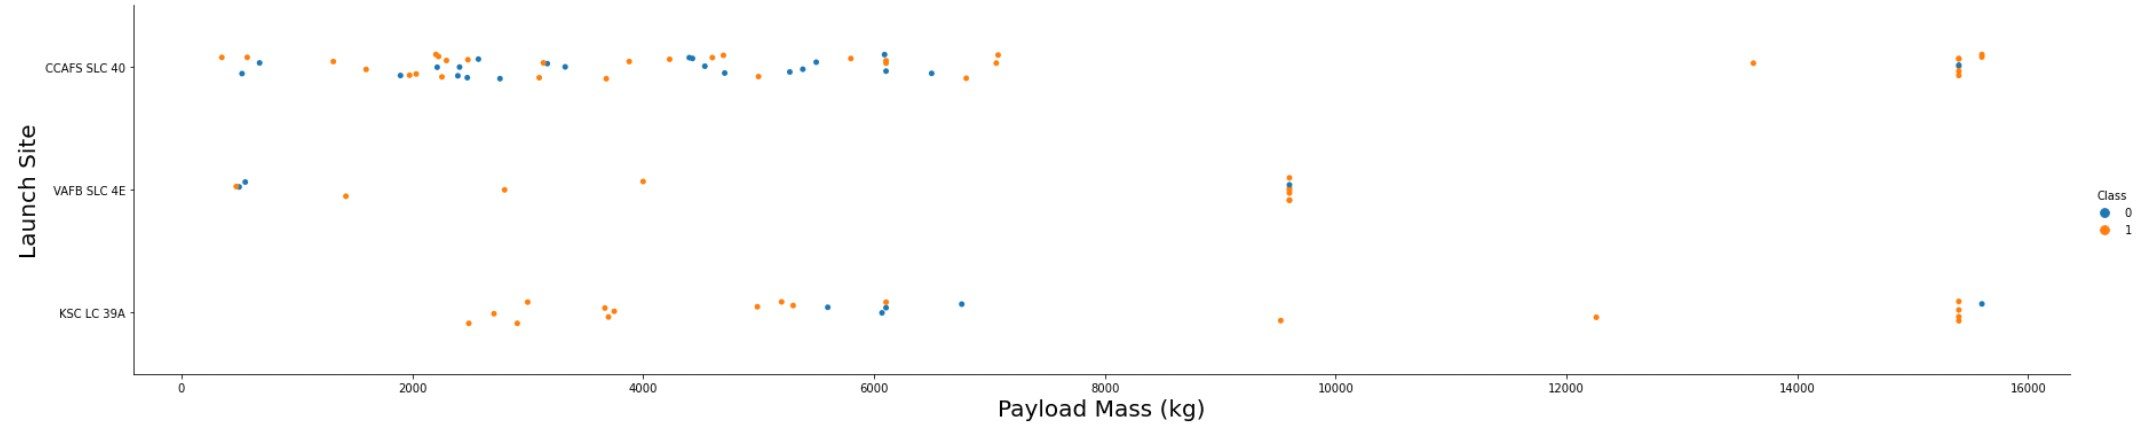 CCAFS SLC 40
VAFB SLC 4E
KSC LC 39A
Launch Site
0 2000 4000 6000 8000 10000 12000 14000 16000
Payload Mass (kg)
Class
0
1